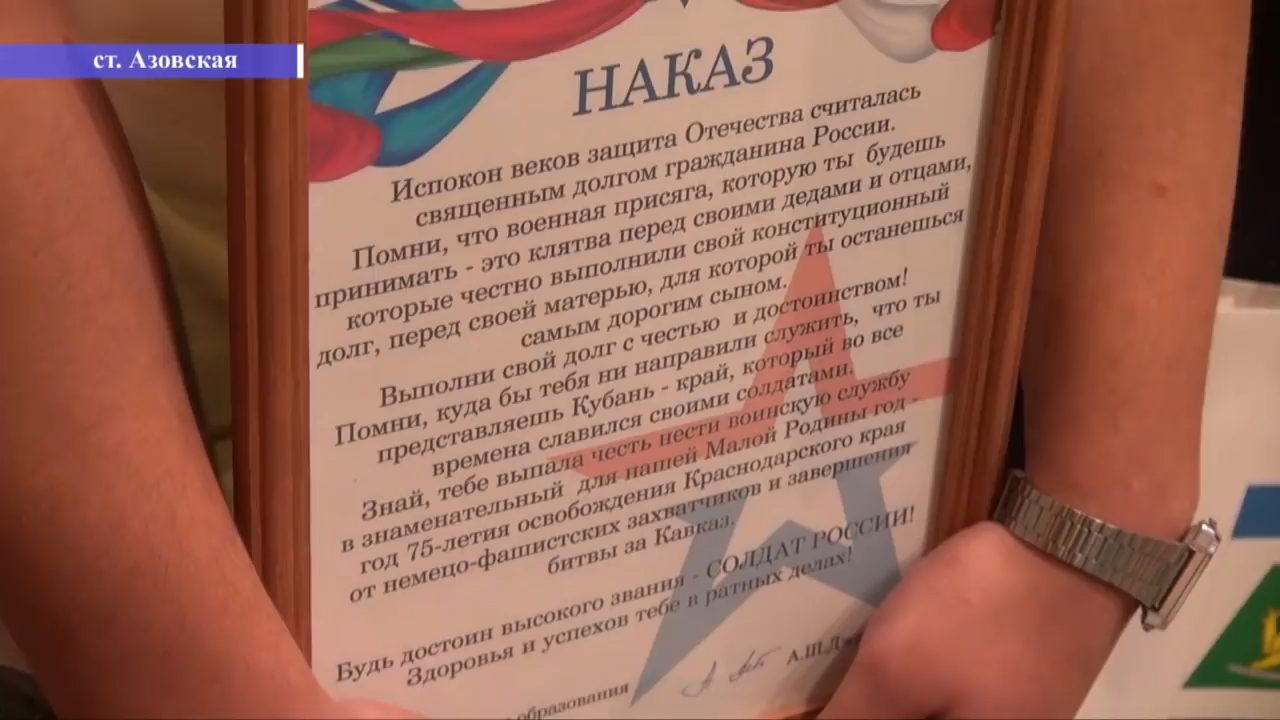 ст. Азовская
НАКАЗ
Испокон веков защита Отечества считалась
священным долгом гражданина России.
Помни, что военная присяга, которую ты будешь
принимать - это клятва перед своими дедами и отцами,
которые честно выполнили свой конституционный
долг, перед своей матерью, для которой ты останешься
самым дорогим сыном.
Выполни свой долг с честью и достоинством!
Помни, куда бы тебя ни направили служить, что ты
представляешь Кубань - край, который во все
времена славился своими солдатами.
Знай, тебе выпала честь нести воинскую службу
в знаменательный для нашей Малой Родины год -
год 75-летия освобождения Краснодарского края
от немецо-фашистских захватчиков и завершения
битвы за Кавказ.
Будь достоин высокого звания - СОЛДАТ РОССИИ!
Здоровья и успехов тебе в ратных делах!
образования А.Ш.